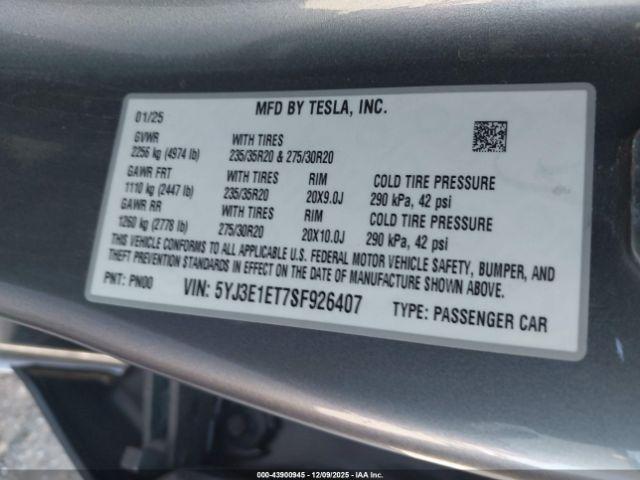 MFD BY TESLA, INC.
01/25
GVWR WITH TIRES
2256 kg (4974 lb) 235/35R20 & 275/30R20
GAWR FRT WITH TIRES RIM COLD TIRE PRESSURE
1110 kg (2447 lb) 235/35R20 20X9.0J 290 kPa, 42 psi
GAWR RR WITH TIRES RIM COLD TIRE PRESSURE
1260 kg (2778 lb) 275/30R20 20X10.0J 290 kPa, 42 psi
THIS VEHICLE CONFORMS TO ALL APPLICABLE U.S. FEDERAL MOTOR VEHICLE SAFETY, BUMPER, AND
THEFT PREVENTION STANDARDS IN EFFECT ON THE DATE OF MANUFACTURE SHOWN ABOVE.
PNT: PN00 VIN: 5YJ3E1ET7SF926407 TYPE: PASSENGER CAR
000-43900945 - 12/09/2025 - IAA Inc.